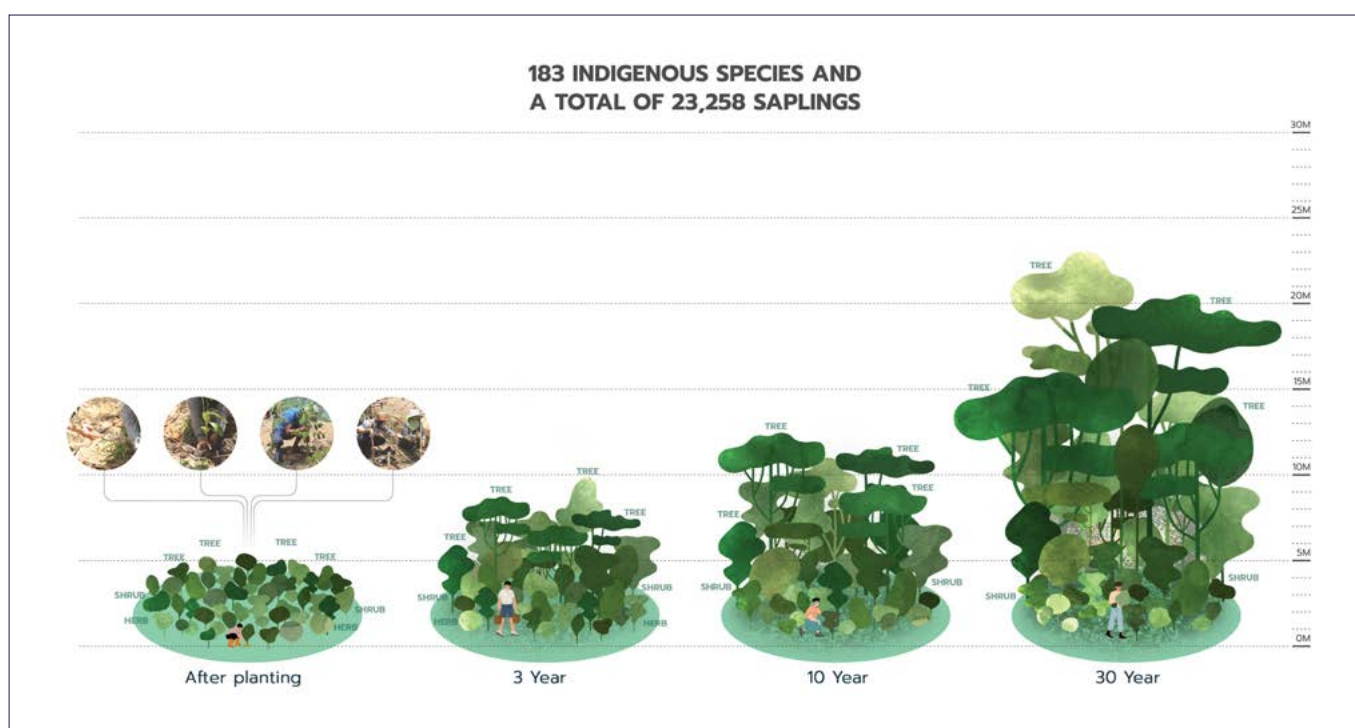 183 INDIGENOUS SPECIES AND
A TOTAL OF 23,258 SAPLINGS
30M
25M
20M
15M
10M
5M
0M
TREE
TREE
TREE
TREE
SHRUB
SHRUB
HERB
HERB
After planting
TREE
TREE
TREE
SHRUB
SHRUB
HERB
HERB
3 Year
TREE
TREE
TREE
TREE
SHRUB
SHRUB
10 Year
TREE
TREE
TREE
TREE
SHRUB
SHRUB
30 Year